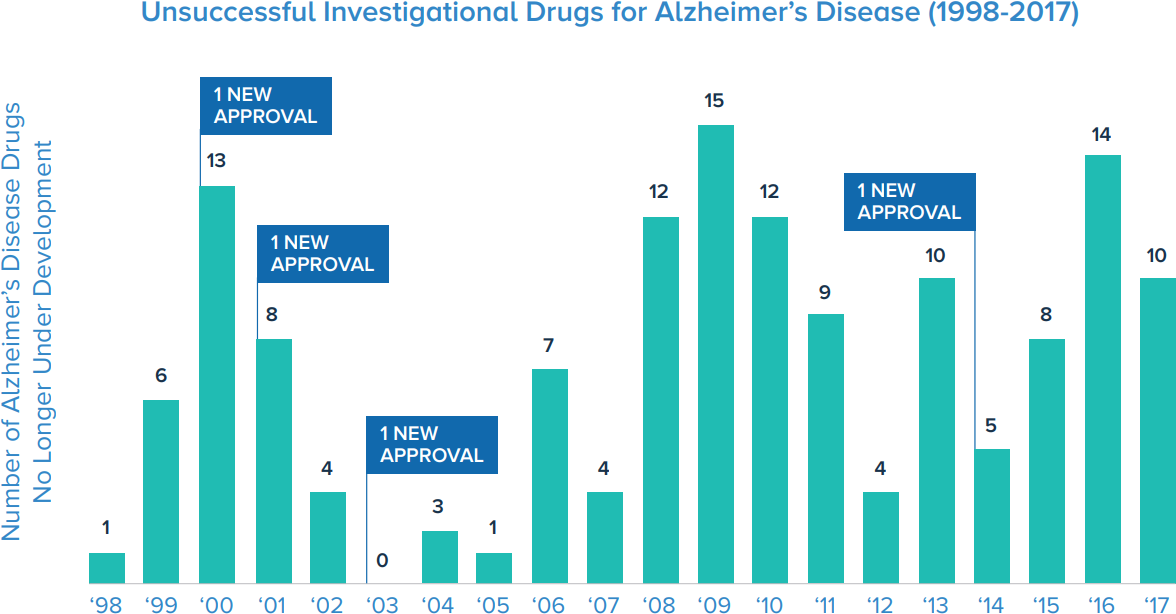 Unsuccessful Investigational Drugs for Alzheimer’s Disease (1998-2017)
Number of Alzheimer’s Disease Drugs
No Longer Under Development
1 NEW
APPROVAL
1 NEW
APPROVAL
1 NEW
APPROVAL
1 NEW
APPROVAL
1
6
13
8
4
0
3
1
7
4
12
15
12
9
4
10
5
8
14
10
‘98 ‘99 ‘00 ‘01 ‘02 ‘03 ‘04 ‘05 ‘06 ‘07 ‘08 ‘09 ‘10 ‘11 ‘12 ‘13 ‘14 ‘15 ‘16 ‘17